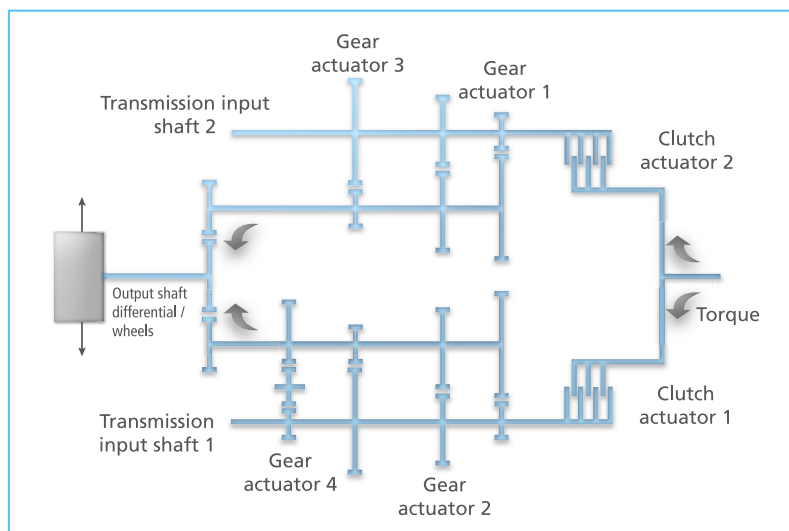 Gear
actuator 3
Gear
actuator 1
Transmission input
shaft 2
Clutch
actuator 2
Output shaft
differential /
wheels
Torque
Clutch
actuator 1
Transmission
input shaft 1
Gear
actuator 4
Gear
actuator 2